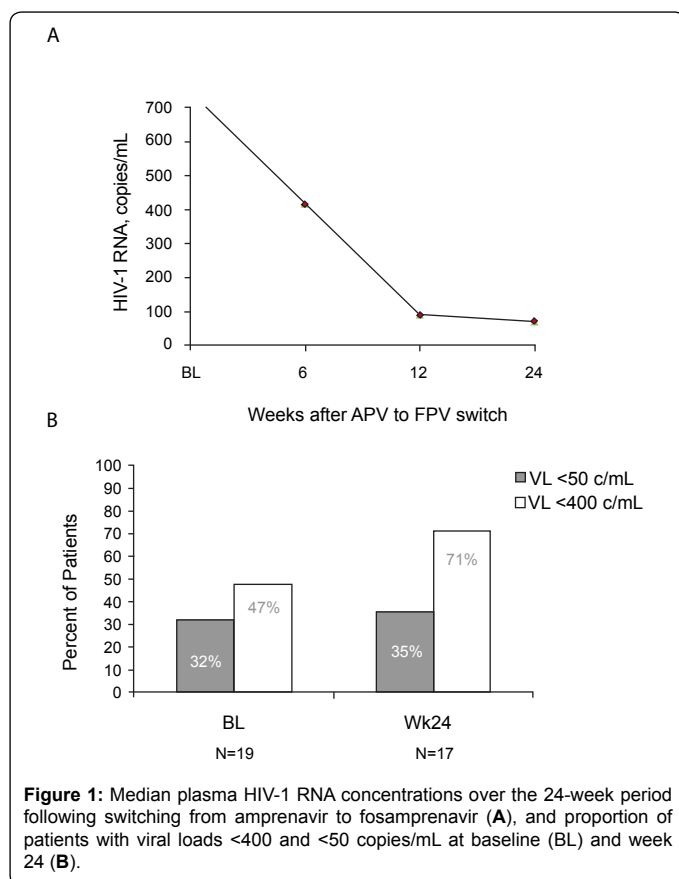 A
700
600
500
400
300
200
100
0
HIV-1 RNA, copies/mL
BL 6 12 24
Weeks after APV to FPV switch
B
100
90
80
70
60
50
40
30
20
10
0
Percent of Patients
VL <50 c/mL
VL <400 c/mL
32%
47%
35%
71%
BL Wk24
N=19 N=17
Figure 1: Median plasma HIV-1 RNA concentrations over the 24-week period
following switching from amprenavir to fosamprenavir (A), and proportion of
patients with viral loads <400 and <50 copies/mL at baseline (BL) and week
24 (B).